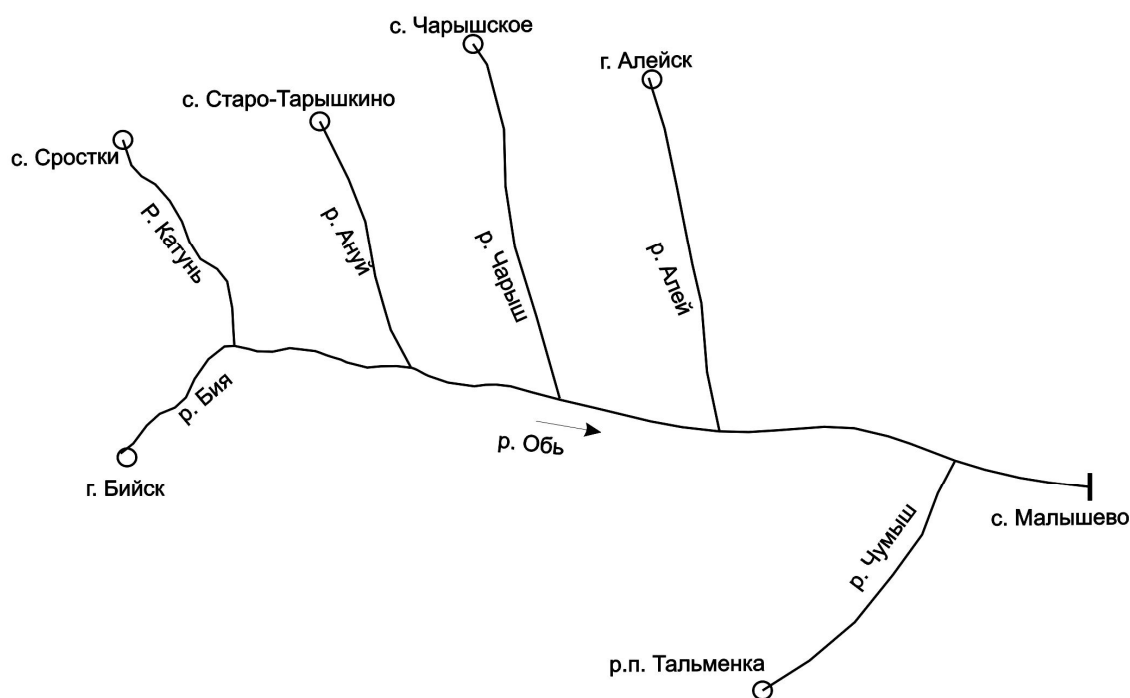 с. Чарышское
г. Алейск
с. Старо-Тарышкино
с. Сростки
Р. Катунь
р. Ануй
р. Чарыш
р. Алей
р. Бия
р. Обь
г. Бийск
с. Малышево
р. Чумыш
р.п. Тальменка